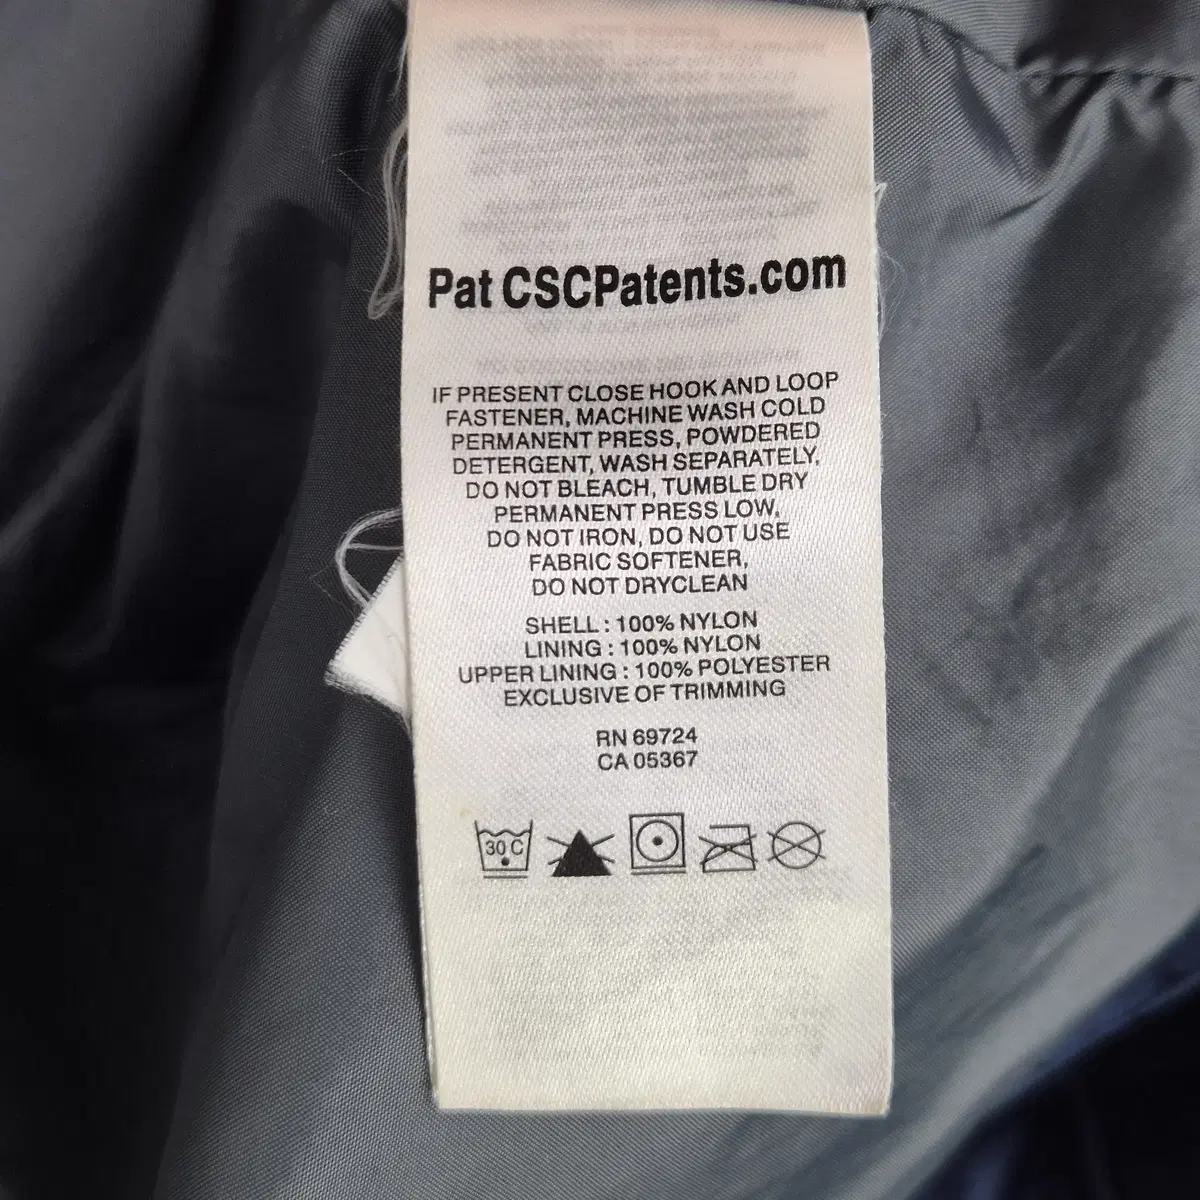 Pat CSCPatents.com
IF PRESENT CLOSE HOOK AND LOOP
FASTENER, MACHINE WASH COLD
PERMANENT PRESS, POWDERED
DETERGENT, WASH SEPARATELY,
DO NOT BLEACH, TUMBLE DRY
PERMANENT PRESS LOW,
DO NOT IRON, DO NOT USE
FABRIC SOFTENER,
DO NOT DRYCLEAN
SHELL : 100% NYLON
LINING : 100% NYLON
UPPER LINING : 100% POLYESTER
EXCLUSIVE OF TRIMMING
RN 69724
CA 05367
30 C